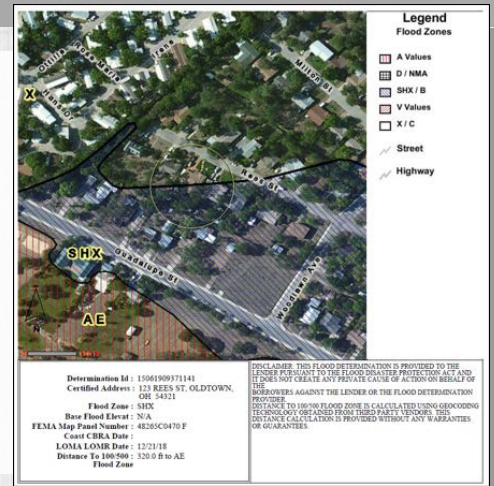 Legend
Flood Zones
A Values
D / NMA
SHX / B
V Values
X / C
Street
Highway
Ottilia
Rose Marie
Irene
Hans Dr
Milton St
X
Rees St
Guadalupe St
SHX
Woodlawn Ave
AE
Determination Id : 15061909371141
Certified Address : 123 REES ST, OLDTOWN,
OH 54321
Flood Zone : SHX
Base Flood Elevat : N/A
FEMA Map Panel Number : 48265C0470 F
Coast CBRA Date :
LOMA LOMR Date : 12/21/18
Distance To 100/500 : 320.0 ft to AE
Flood Zone
DISCLAIMER: THIS FLOOD DETERMINATION IS PROVIDED TO THE
LENDER PURSUANT TO THE FLOOD DISASTER PROTECTION ACT AND
IT DOES NOT CREATE ANY PRIVATE CAUSE OF ACTION ON BEHALF OF
THE
BORROWERS AGAINST THE LENDER OR THE FLOOD DETERMINATION
PROVIDER.
DISTANCE TO 100/500 FLOOD ZONE IS CALCULATED USING GEOCODING
TECHNOLOGY OBTAINED FROM THIRD PARTY VENDORS. THIS
DISTANCE CALCULATION IS PROVIDED WITHOUT ANY WARRANTIES
OR GUARANTEES.